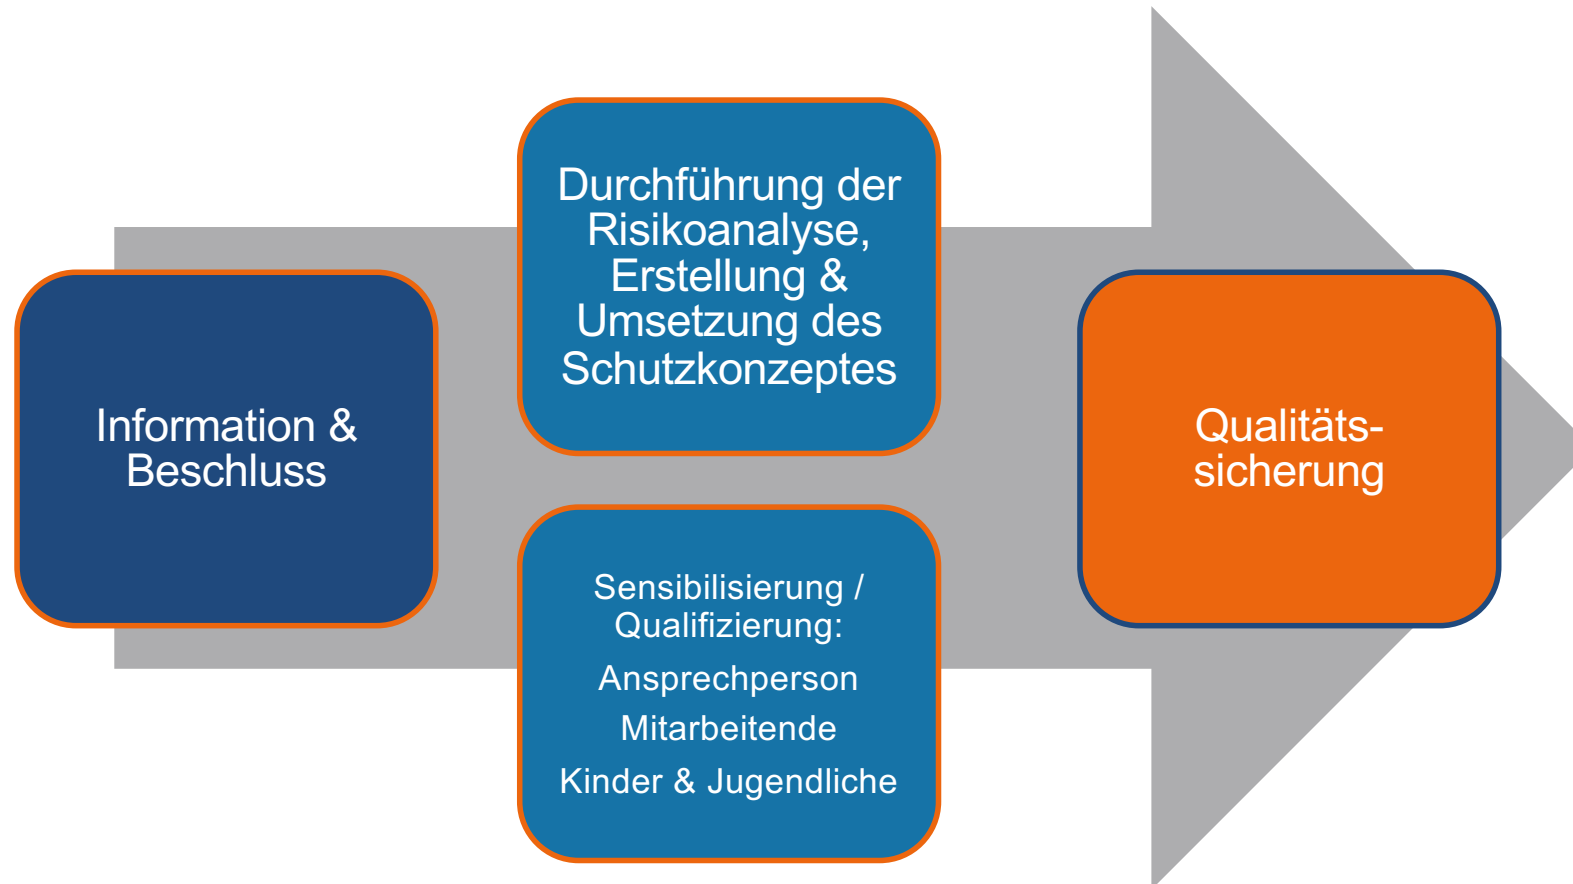 Information &
Beschluss
Durchführung der
Risikoanalyse,
Erstellung &
Umsetzung des
Schutzkonzeptes
Sensibilisierung /
Qualifizierung:
Ansprechperson
Mitarbeitende
Kinder & Jugendliche
Qualitäts-
sicherung